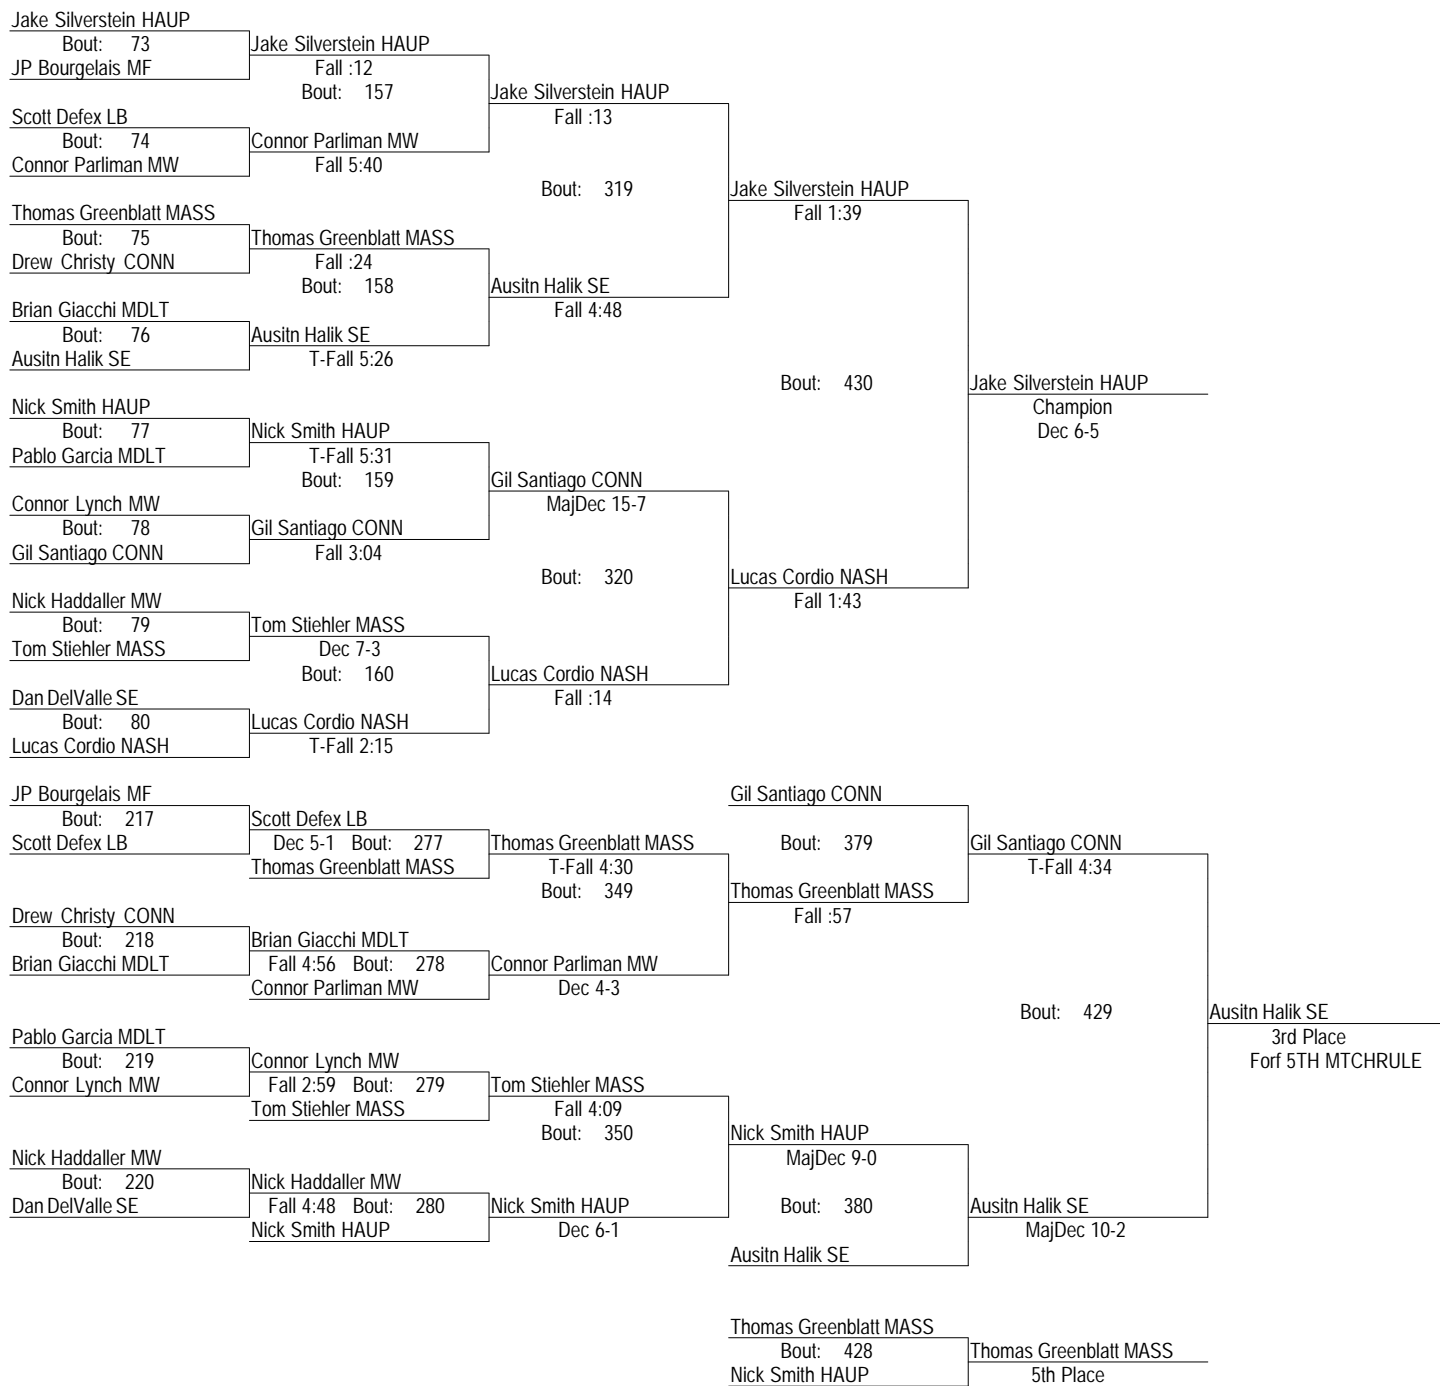 Jake Silverstein HAUP
Bout: 73 Jake Silverstein HAUP
JP Bourgelais MF Fall :12
Bout: 157 Jake Silverstein HAUP
Scott Defex LB Fall :13
Bout: 74 Connor Parliman MW
Connor Parliman MW Fall 5:40
Bout: 319 Jake Silverstein HAUP
Thomas Greenblatt MASS Fall 1:39
Bout: 75 Thomas Greenblatt MASS
Drew Christy CONN Fall :24
Bout: 158 Ausitn Halik SE
Brian Giacchi MDLT Fall 4:48
Bout: 76 Ausitn Halik SE
Ausitn Halik SE T-Fall 5:26
Bout: 430 Jake Silverstein HAUP
Nick Smith HAUP Champion
Bout: 77 Nick Smith HAUP Dec 6-5
Pablo Garcia MDLT T-Fall 5:31
Bout: 159 Gil Santiago CONN
Connor Lynch MW MajDec 15-7
Bout: 78 Gil Santiago CONN
Gil Santiago CONN Fall 3:04
Bout: 320 Lucas Cordio NASH
Nick Haddaller MW Fall 1:43
Bout: 79 Tom Stiehler MASS
Tom Stiehler MASS Dec 7-3
Bout: 160 Lucas Cordio NASH
Dan DelValle SE Fall :14
Bout: 80 Lucas Cordio NASH
Lucas Cordio NASH T-Fall 2:15
JP Bourgelais MF Gil Santiago CONN
Bout: 217 Scott Defex LB
Scott Defex LB Dec 5-1 Bout: 277 Thomas Greenblatt MASS Bout: 379 Gil Santiago CONN
Thomas Greenblatt MASS T-Fall 4:30 T-Fall 4:34
Bout: 349 Thomas Greenblatt MASS
Drew Christy CONN Fall :57
Bout: 218 Brian Giacchi MDLT
Brian Giacchi MDLT Fall 4:56 Bout: 278 Connor Parliman MW
Connor Parliman MW Dec 4-3
Bout: 429 Ausitn Halik SE
Pablo Garcia MDLT 3rd Place
Bout: 219 Connor Lynch MW Forf 5TH MTCHRULE
Connor Lynch MW Fall 2:59 Bout: 279 Tom Stiehler MASS
Tom Stiehler MASS Fall 4:09
Bout: 350 Nick Smith HAUP
Nick Haddaller MW MajDec 9-0
Bout: 220 Nick Haddaller MW
Dan DelValle SE Fall 4:48 Bout: 280 Nick Smith HAUP Bout: 380 Ausitn Halik SE
Nick Smith HAUP Dec 6-1 MajDec 10-2
Ausitn Halik SE
Thomas Greenblatt MASS
Bout: 428 Thomas Greenblatt MASS
Nick Smith HAUP 5th Place